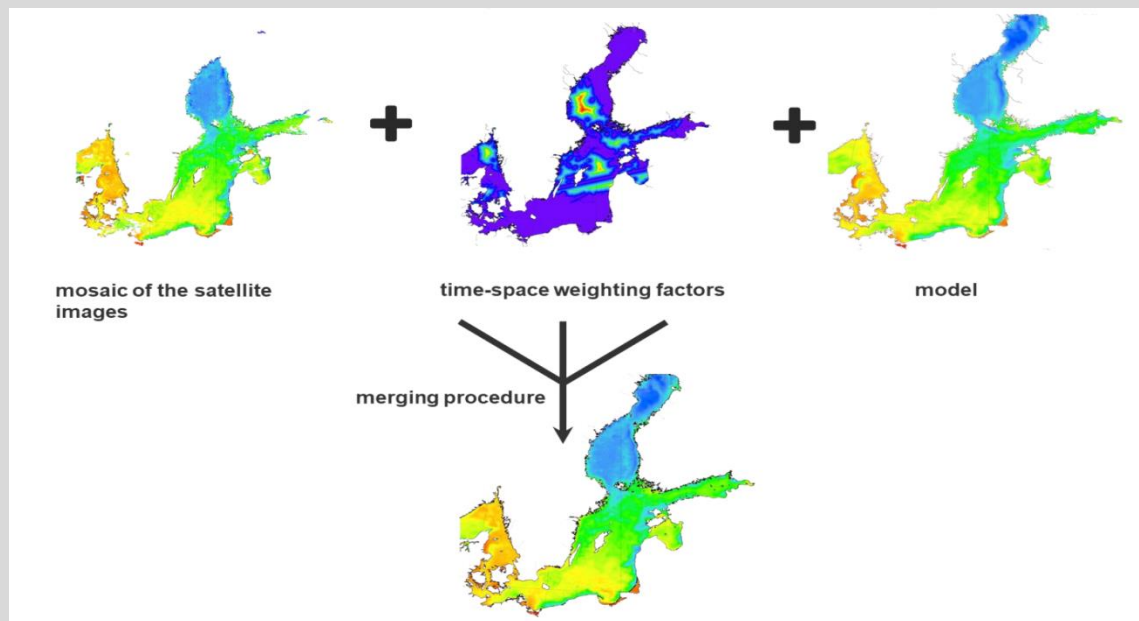 mosaic of the satellite
images
time-space weighting factors
model
merging procedure